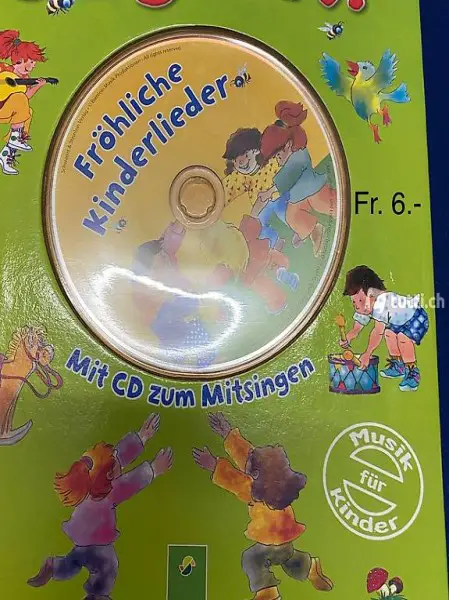 Fröhliche
Kinderlieder
Fr. 6.-
tutti.ch
Mit CD zum Mitsingen
Musik
für
Kinder